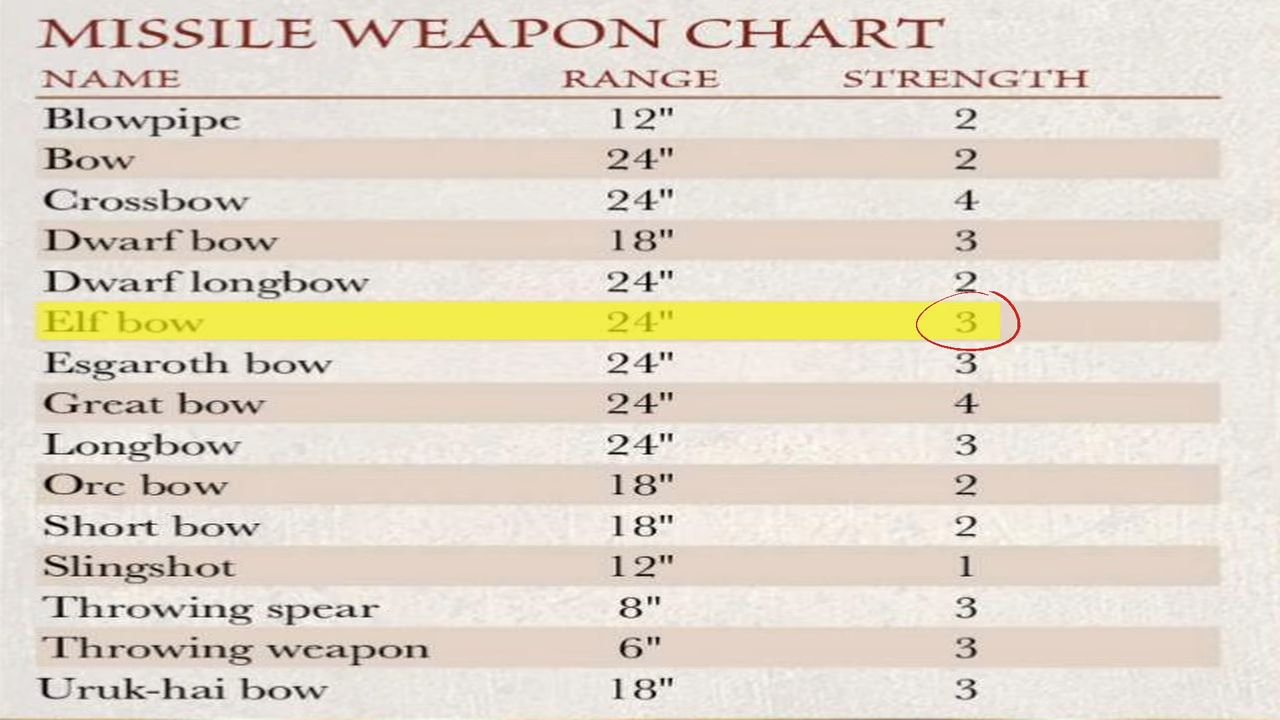 MISSILE WEAPON CHART
NAME RANGE STRENGTH
Blowpipe 12" 2
Bow 24" 2
Crossbow 24" 4
Dwarf bow 18" 3
Dwarf longbow 24" 2
Elf bow 24" 3
Esgaroth bow 24" 3
Great bow 24" 4
Longbow 24" 3
Orc bow 18" 2
Short bow 18" 2
Slingshot 12" 1
Throwing spear 8" 3
Throwing weapon 6" 3
Uruk-hai bow 18" 3